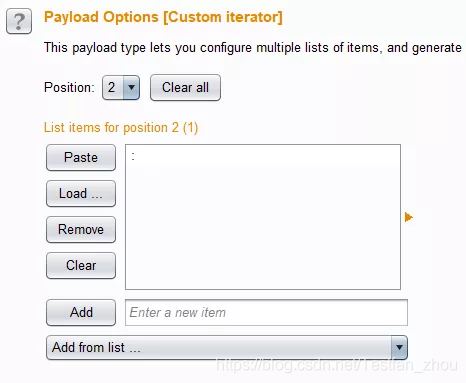 ?
Payload Options [Custom iterator]
This payload type lets you configure multiple lists of items, and generate
Position: 2 Clear all
List items for position 2 (1)
Paste
:
Load ...
Remove
Clear
Add Enter a new item
Add from list ...
https://blog.csdn.net/Testfan_zhou